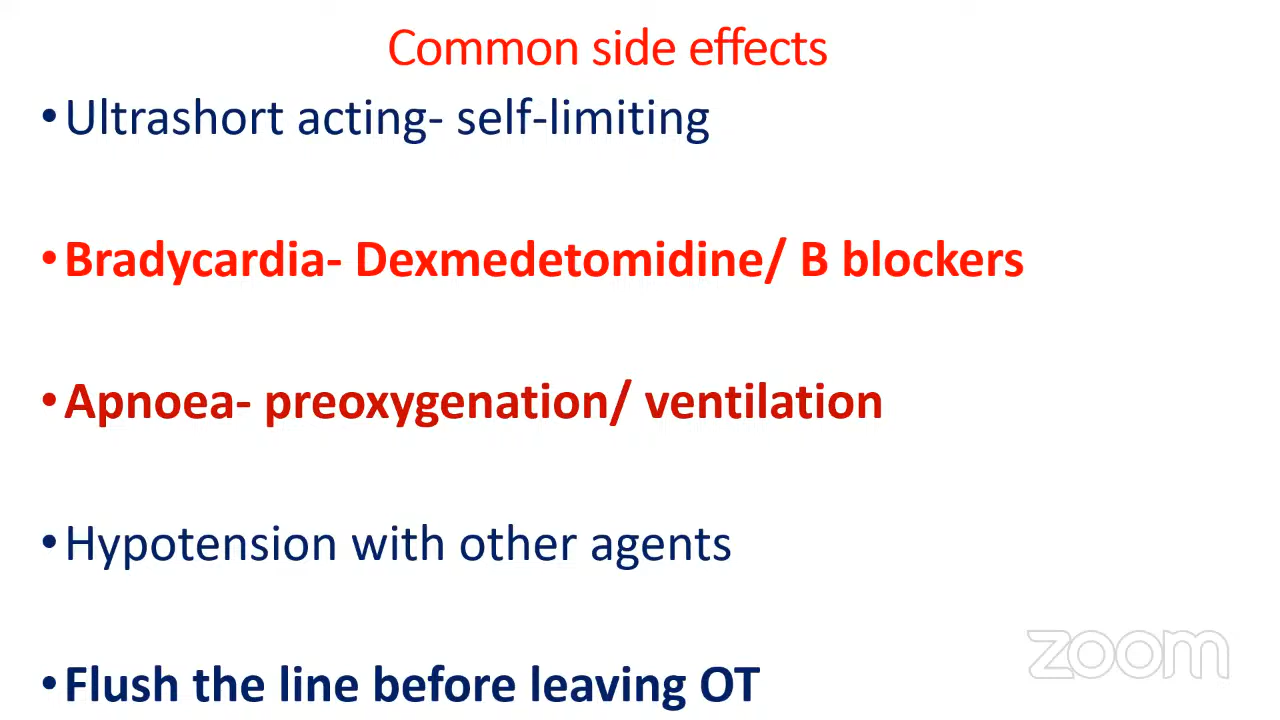 Common side effects
•Ultrashort acting- self-limiting
•Bradycardia- Dexmedetomidine/ B blockers
•Apnoea- preoxygenation/ ventilation
•Hypotension with other agents
zoom
•Flush the line before leaving OT